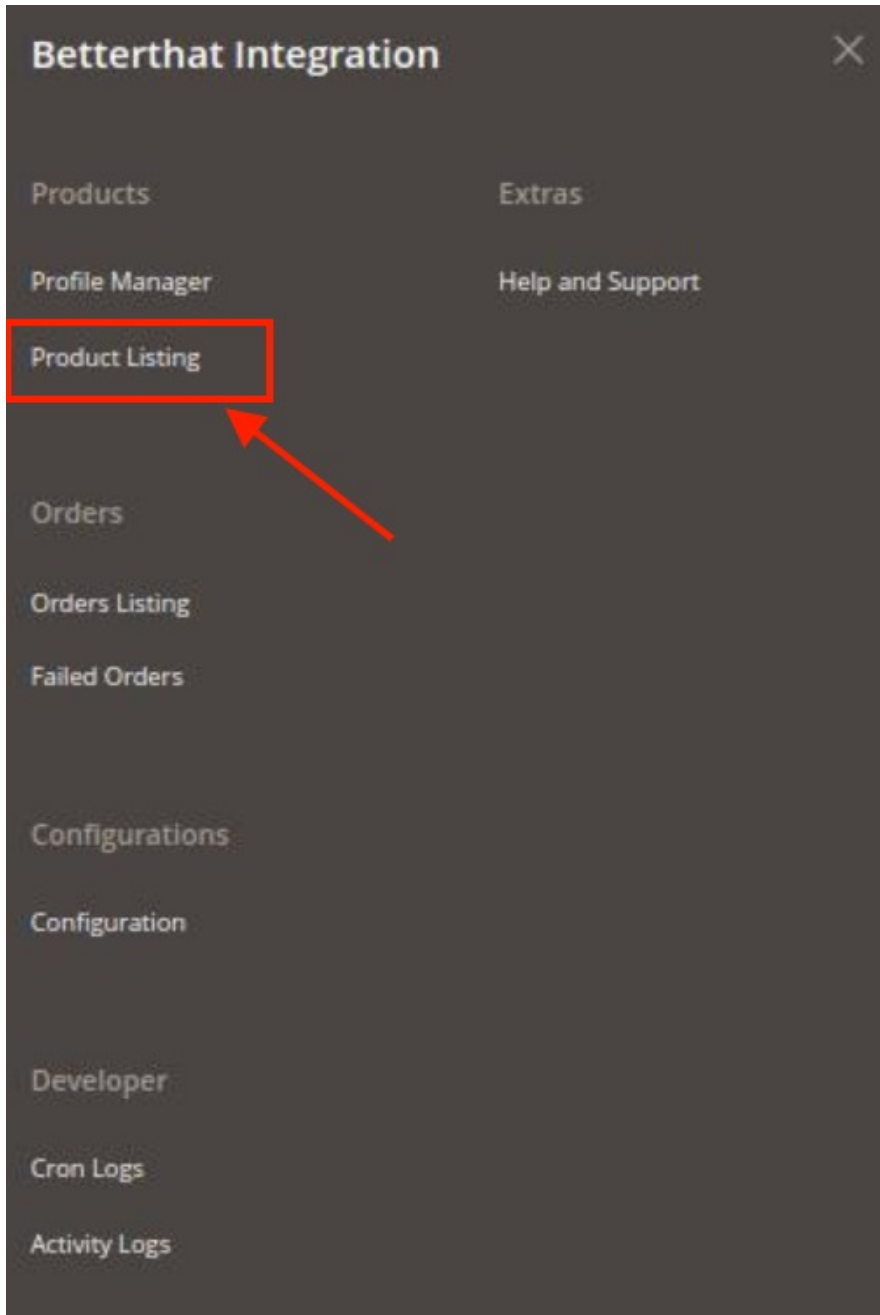 Betterthat Integration
Products
Profile Manager
Product Listing
Orders
Orders Listing
Failed Orders
Configurations
Configuration
Developer
Cron Logs
Activity Logs
Extras
Help and Support